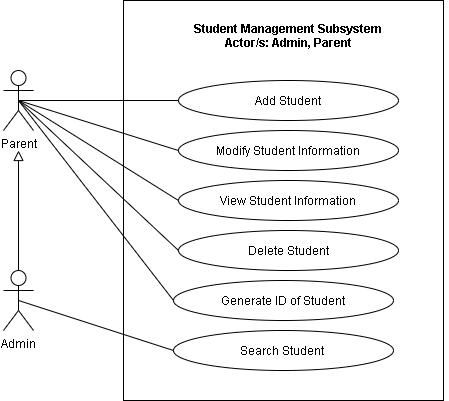 Student Management Subsystem
Actor/s: Admin, Parent
Add Student
Parent
Modify Student Information
View Student Information
Delete Student
Generate ID of Student
Admin
Search Student